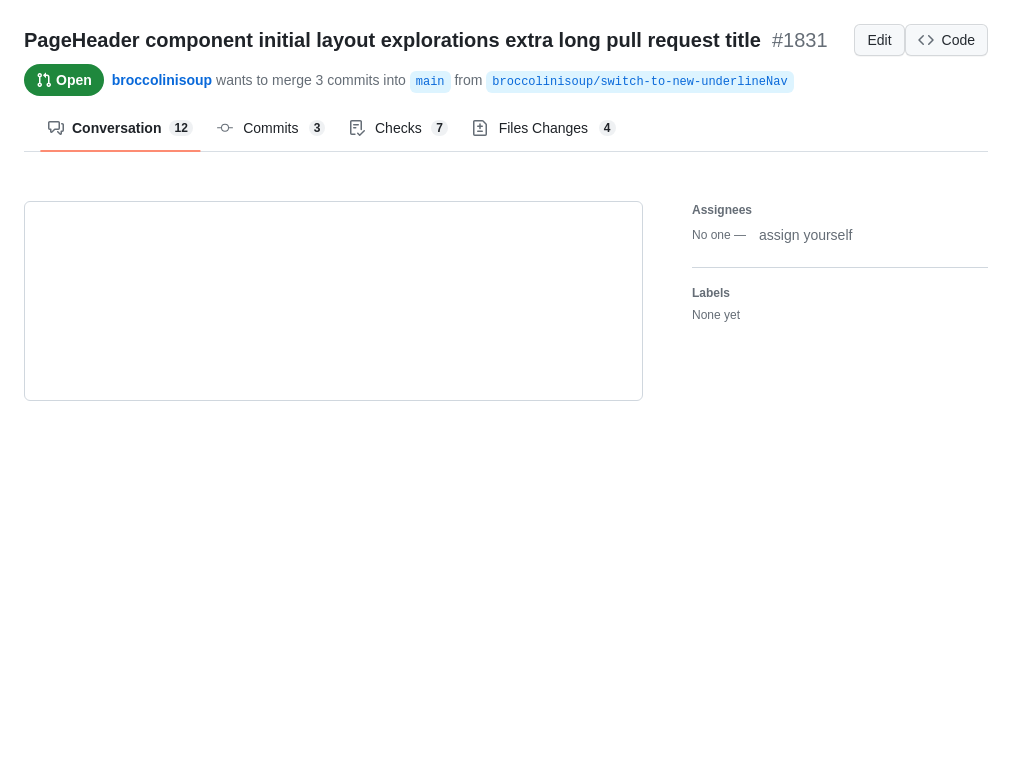 PageHeader component initial layout explorations extra long pull request title #1831 Edit Code
Open broccolinisoup wants to merge 3 commits into main from broccolinisoup/switch-to-new-underlineNav
Conversation 12 Commits 3 Checks 7 Files Changes 4
Assignees
No one — assign yourself
Labels
None yet